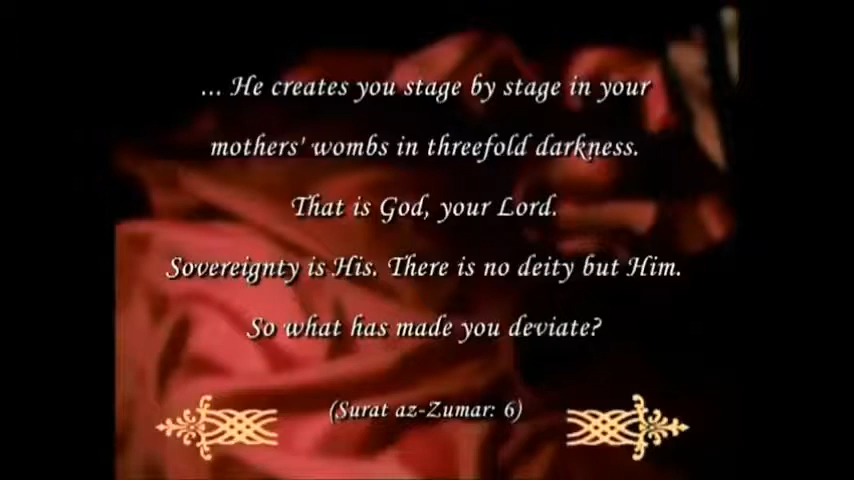 ... He creates you stage by stage in your
mothers' wombs in threefold darkness.
That is God, your Lord.
Sovereignty is His. There is no deity but Him.
So what has made you deviate?
(Surat az-Zumar: 6)